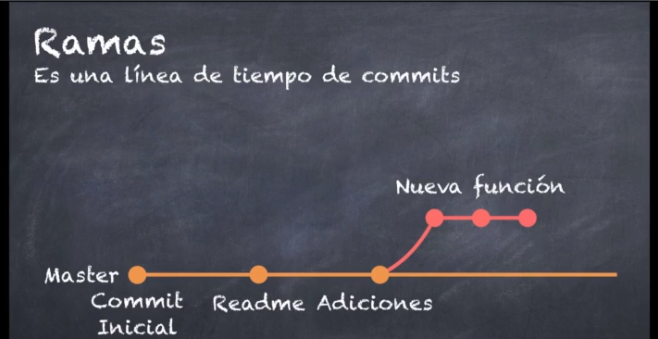 Ramas
Es una línea de tiempo de commits
Nueva función
Master
Commit
Inicial
Readme
Adiciones